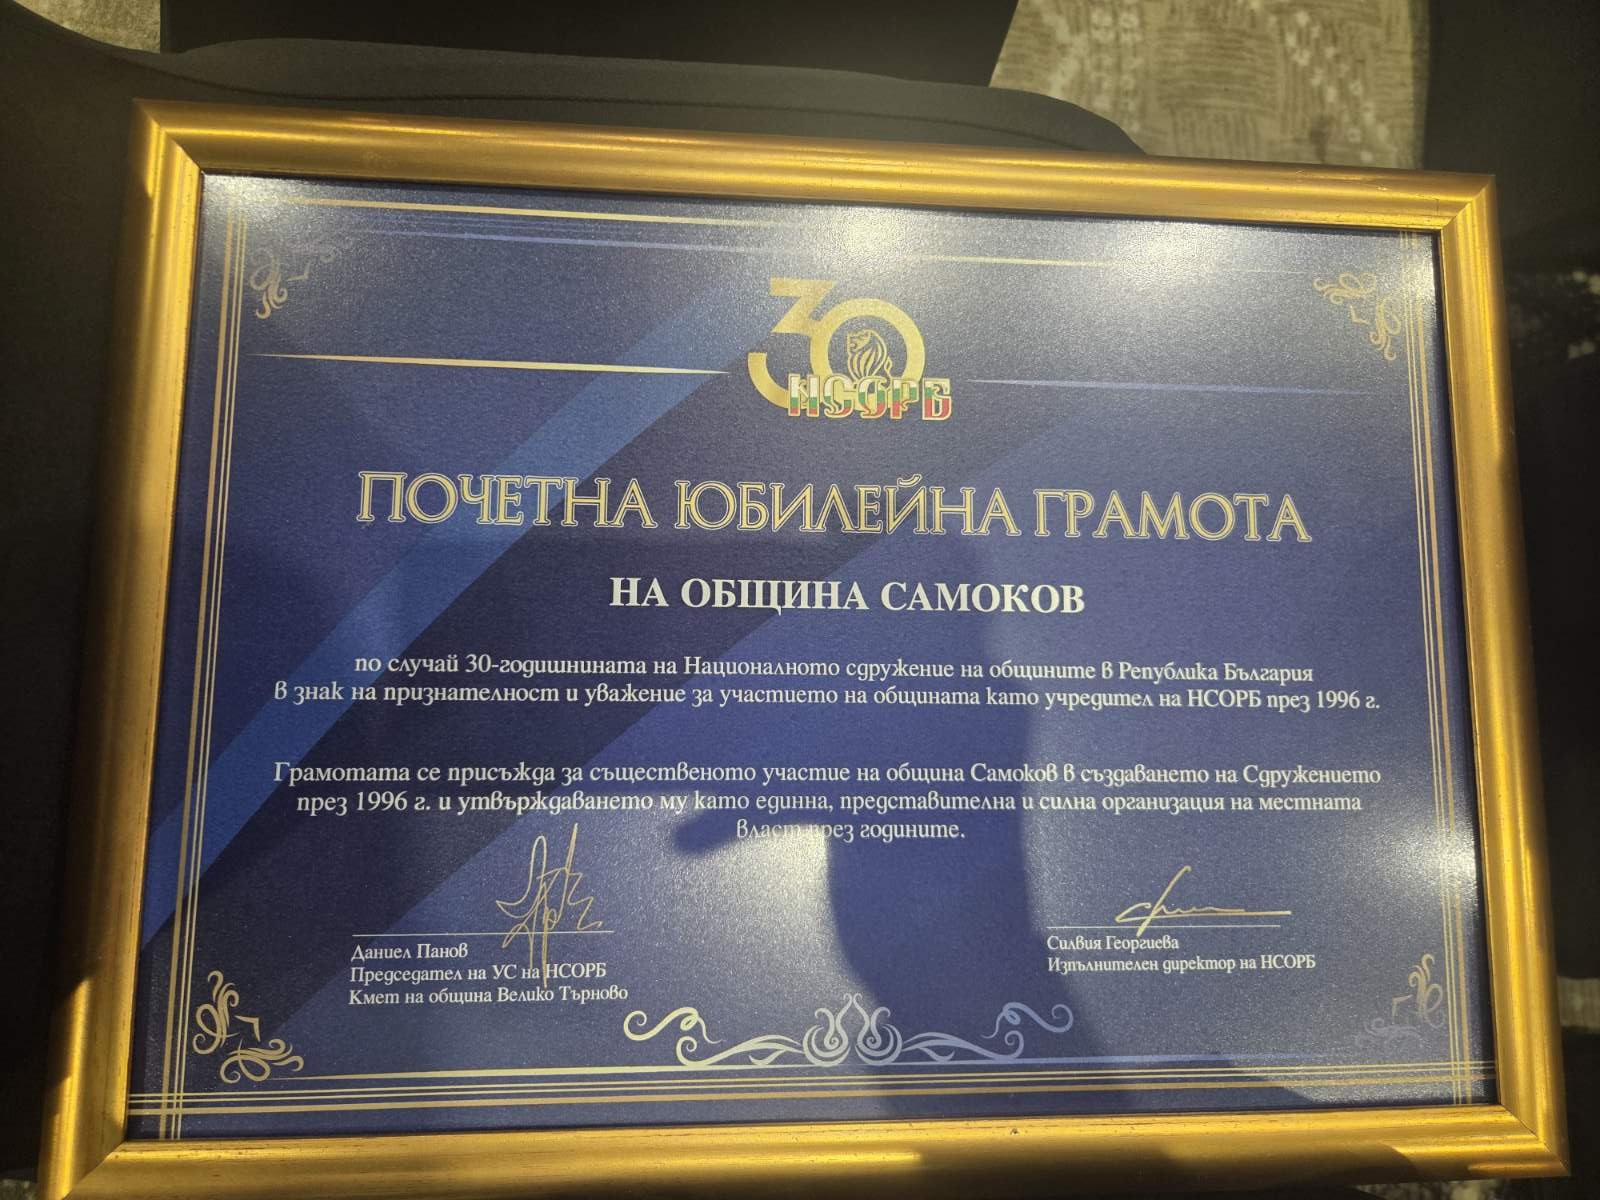 30
НСОРБ
ПОЧЕТНА ЮБИЛЕЙНА ГРАМОТА
НА ОБЩИНА САМОКОВ
по случай 30-годишнината на Националното сдружение на общините в Република България
в знак на признателност и уважение за участието на общината като учредител на НСОРБ през 1996 г.
Грамотата се присъжда за същественото участие на община Самоков в създаването на Сдружението
през 1996 г. и утвърждаването му като единна, представителна и силна организация на местната
власт през годините.
Даниел Панов
Председател на УС на НСОРБ
Кмет на община Велико Търново
Силвия Георгиева
Изпълнителен директор на НСОРБ